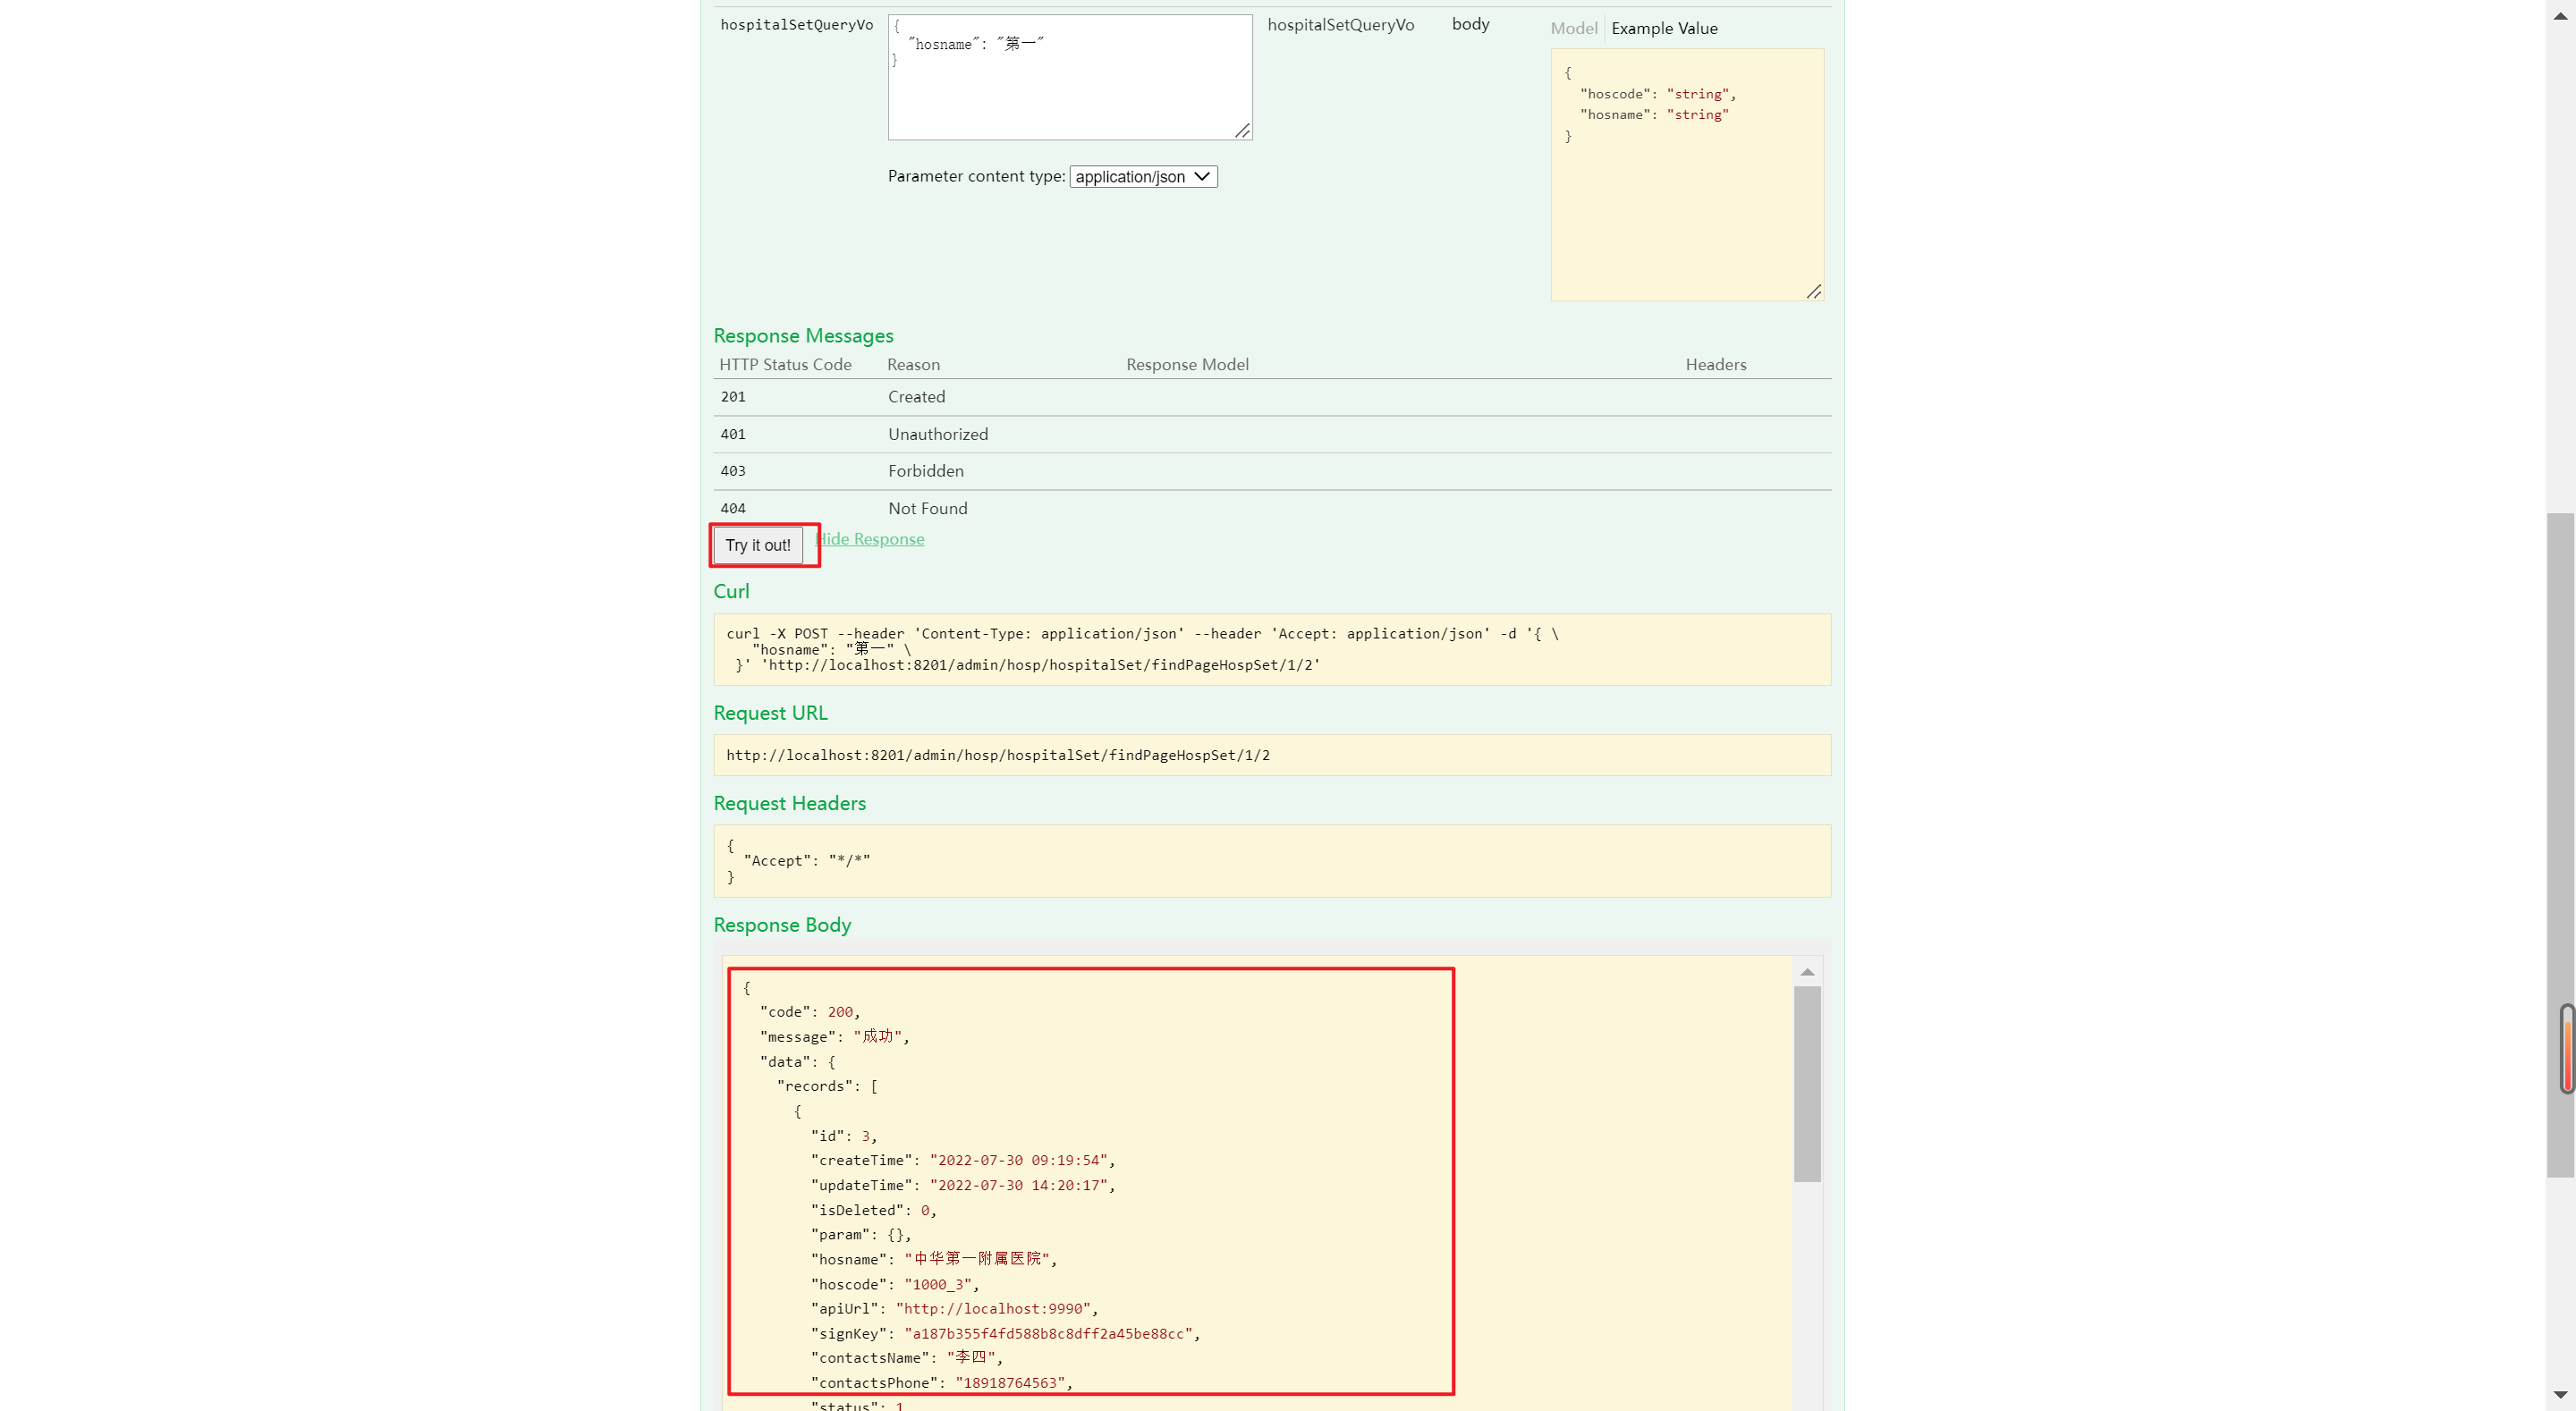 hospitalSetQueryVo
{
"hosname": "第一"
}
hospitalSetQueryVo
body
Model Example Value
{
"hoscode": "string",
"hosname": "string"
}
Parameter content type: application/json
Response Messages
HTTP Status Code Reason Response Model Headers
201 Created
401 Unauthorized
403 Forbidden
404 Not Found
Try it out! Hide Response
Curl
curl -X POST --header 'Content-Type: application/json' --header 'Accept: application/json' -d '{ \
"hosname": "第一" \
}' 'http://localhost:8201/admin/hosp/hospitalSet/findPageHospSet/1/2'
Request URL
http://localhost:8201/admin/hosp/hospitalSet/findPageHospSet/1/2
Request Headers
{
"Accept": "*/*"
}
Response Body
{
"code": 200,
"message": "成功",
"data": {
"records": [
{
"id": 3,
"createTime": "2022-07-30 09:19:54",
"updateTime": "2022-07-30 14:20:17",
"isDeleted": 0,
"param": {},
"hosname": "中华第一附属医院",
"hoscode": "1000_3",
"apiUrl": "http://localhost:9990",
"signKey": "a187b355f4fd588b8c8dff2a45be88cc",
"contactsName": "李四",
"contactsPhone": "18918764563",
"status": 1